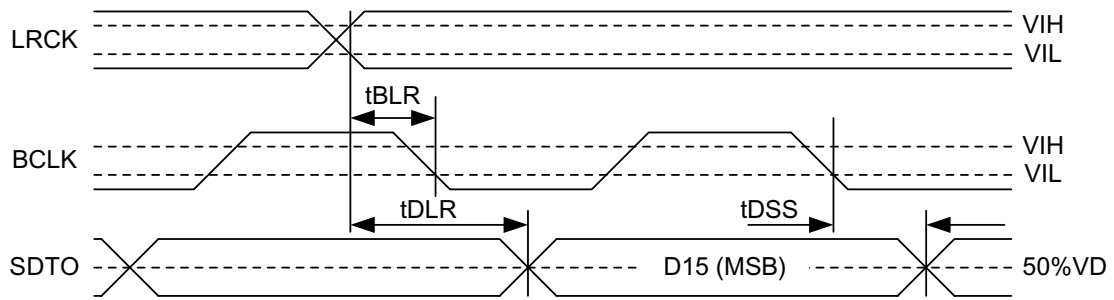 LRCK
VIH
VIL
tBLR
BCLK
VIH
VIL
tDLR
tDSS
SDTO
D15 (MSB)
50%VD